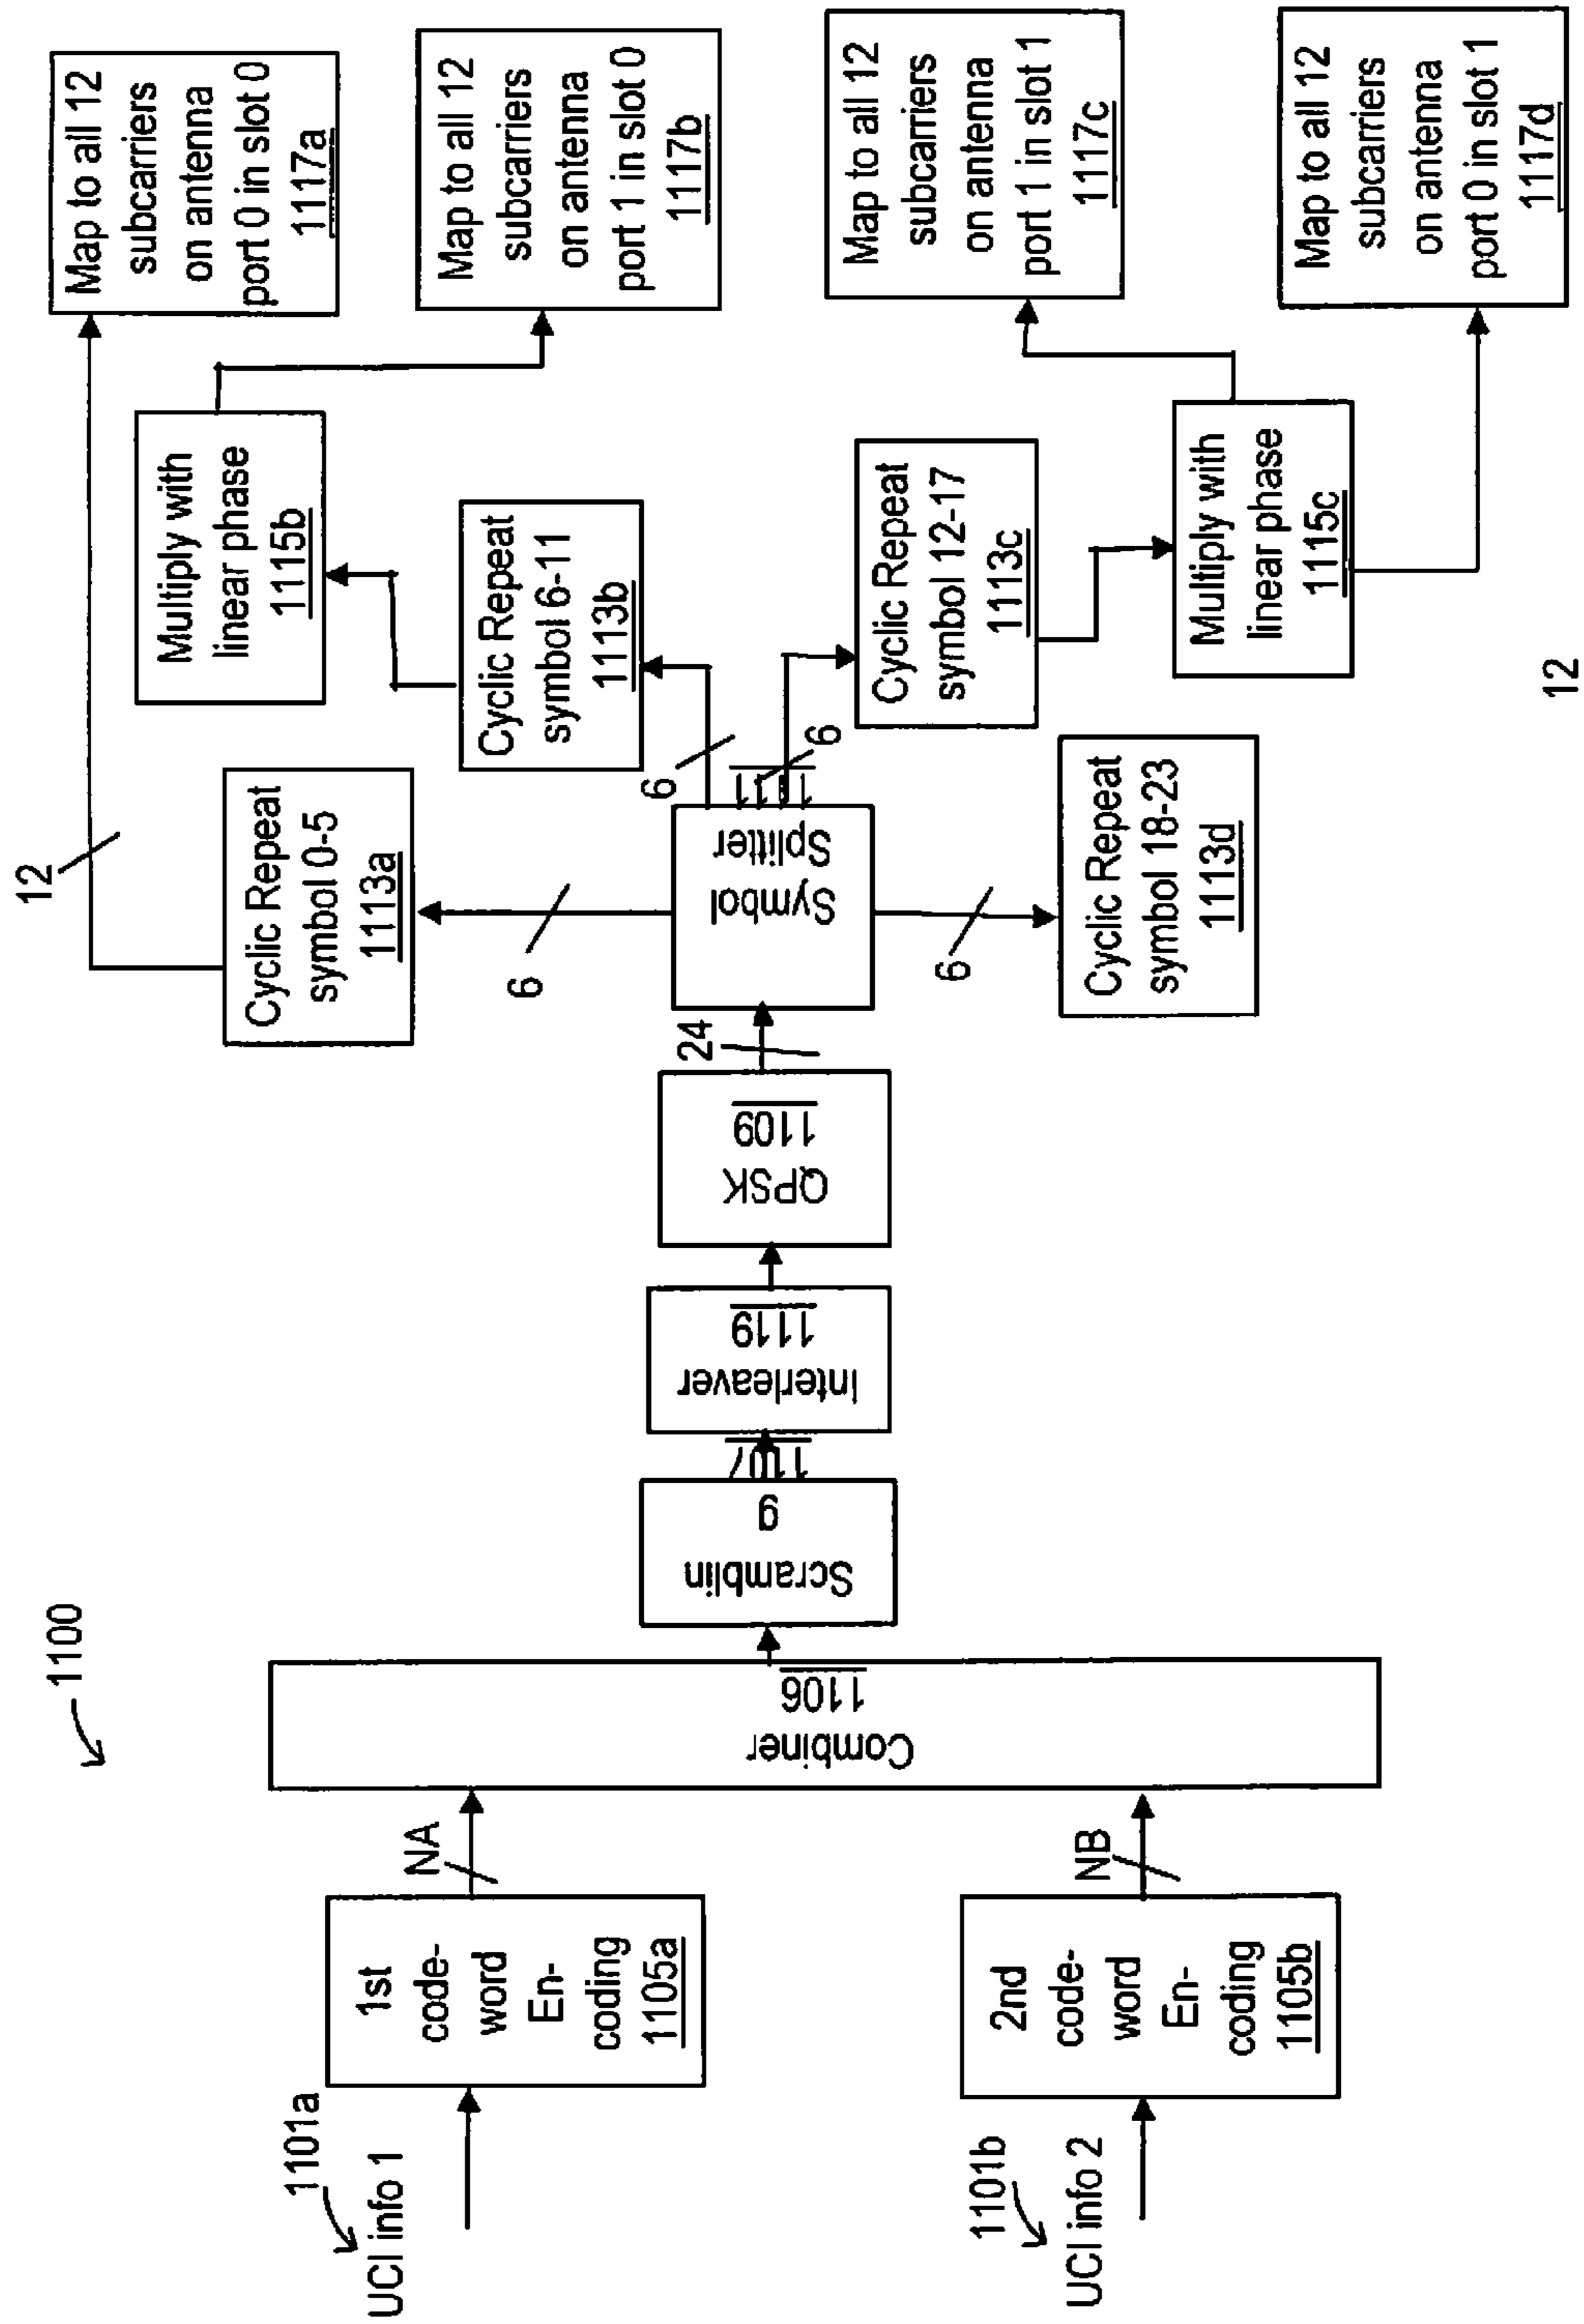 1100
1101a
UCI info 1
1st
code-
word
En-
coding
1105a
NA
1101b
UCI info 2
2nd
code-
word
En-
coding
1105b
NB
Combiner
1106
Scramblin
g
1107
Interleaver
1119
QPSK
1109
24
Symbol
Splitter
1111
6
6
6
6
Cyclic Repeat
symbol 0-5
1113a
12
Cyclic Repeat
symbol 6-11
1113b
Cyclic Repeat
symbol 12-17
1113c
Cyclic Repeat
symbol 18-23
1113d
Multiply with
linear phase
1115b
Multiply with
linear phase
1115c
12
Map to all 12
subcarriers
on antenna
port 0 in slot 0
1117a
Map to all 12
subcarriers
on antenna
port 1 in slot 0
1117b
Map to all 12
subcarriers
on antenna
port 1 in slot 1
1117c
Map to all 12
subcarriers
on antenna
port 0 in slot 1
1117d